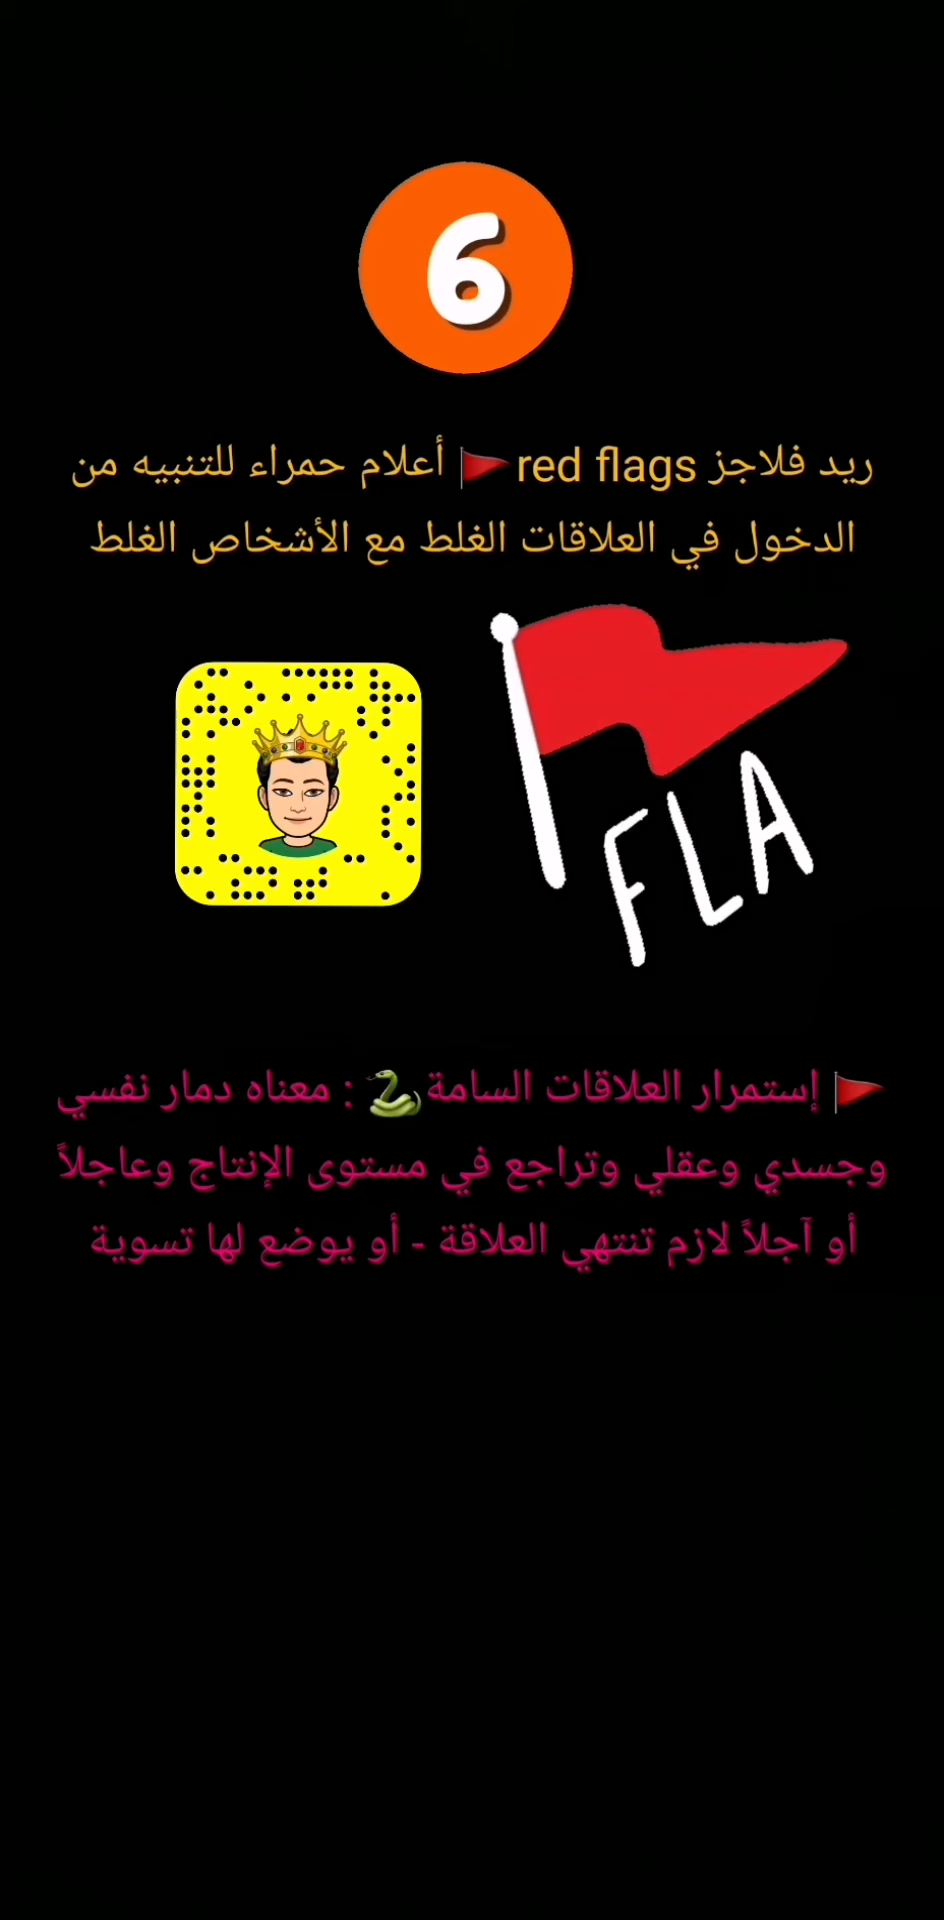 6
ريد فلاجز red flags🚩 أعلام حمراء للتنبيه من
الدخول في العلاقات الغلط مع الأشخاص الغلط
FLA
🚩 إستمرار العلاقات السامة🐍 : معناه دمار نفسي
وجسدي وعقلي وتراجع في مستوى الإنتاج وعاجلاً
أو آجلاً لازم تنتهي العلاقة - أو يوضع لها تسوية